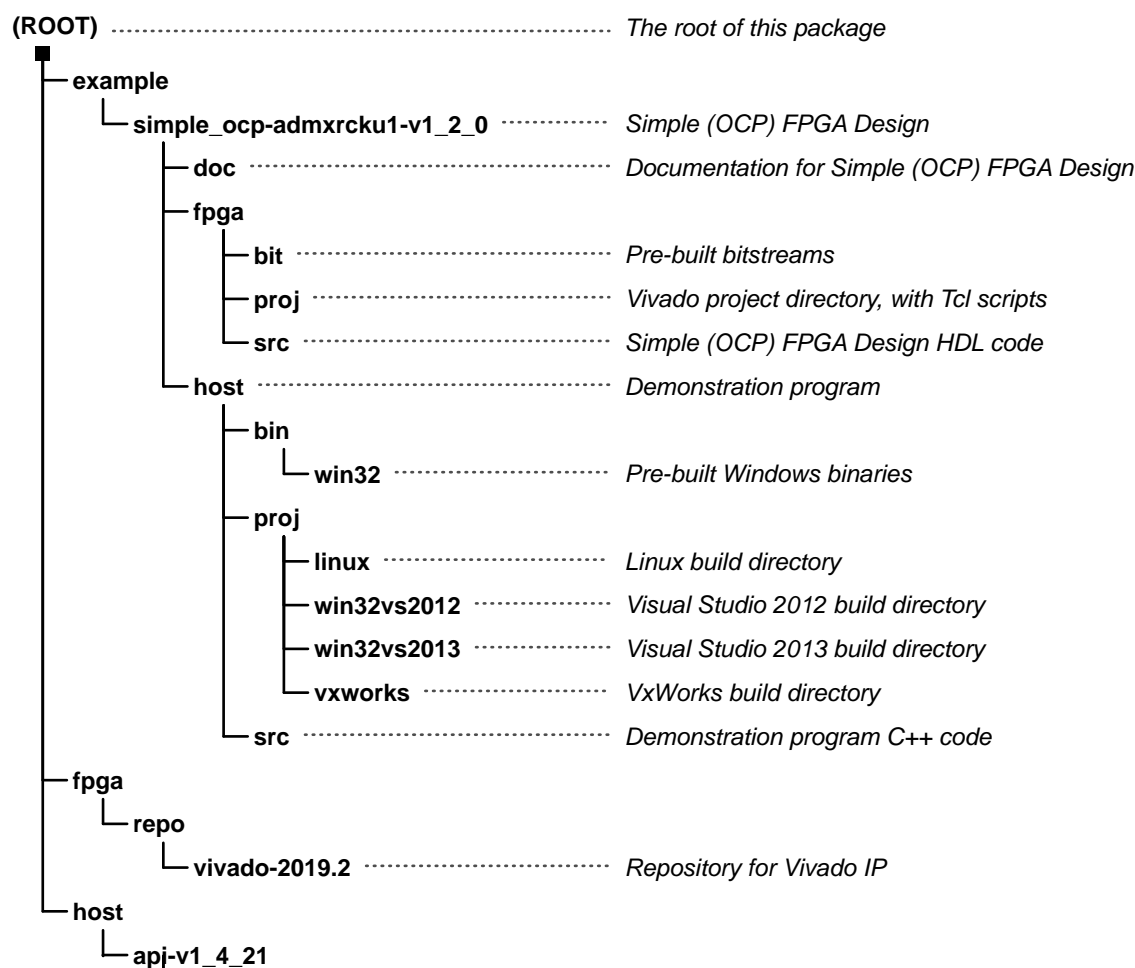 (ROOT) The root of this package
example
simple_ocp-admxrcku1-v1_2_0 Simple (OCP) FPGA Design
doc Documentation for Simple (OCP) FPGA Design
fpga
bit Pre-built bitstreams
proj Vivado project directory, with Tcl scripts
src Simple (OCP) FPGA Design HDL code
host Demonstration program
bin
win32 Pre-built Windows binaries
proj
linux Linux build directory
win32vs2012 Visual Studio 2012 build directory
win32vs2013 Visual Studio 2013 build directory
vxworks VxWorks build directory
src Demonstration program C++ code
fpga
repo
vivado-2019.2 Repository for Vivado IP
host
api-v1_4_21